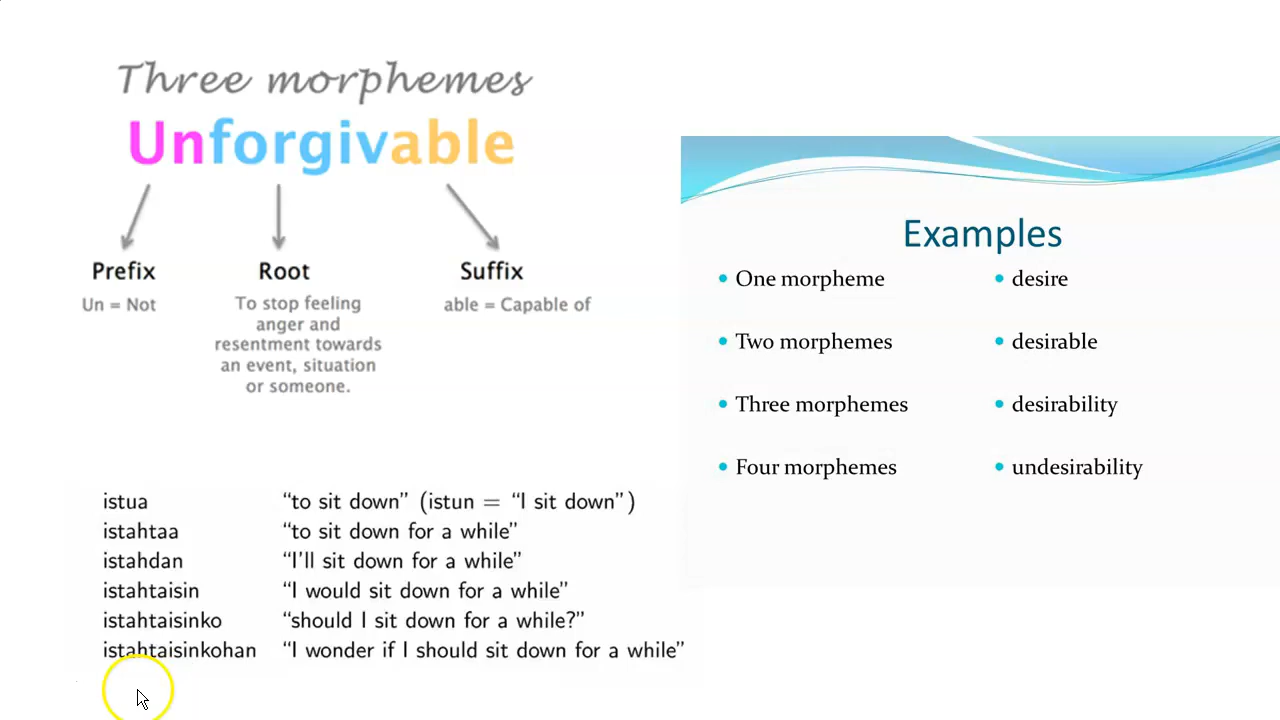 Three morphemes
Unforgivable
Prefix Root Suffix
Un = Not
To stop feeling
anger and
resentment towards
an event, situation
or someone.
able = Capable of
istua "to sit down" (istun = "I sit down")
istahtaa "to sit down for a while"
istahdan "I'll sit down for a while"
istahtaisin "I would sit down for a while"
istahtaisinko "should I sit down for a while?"
istahtaisinkohan "I wonder if I should sit down for a while"
Examples
• One morpheme • desire
• Two morphemes • desirable
• Three morphemes • desirability
• Four morphemes • undesirability